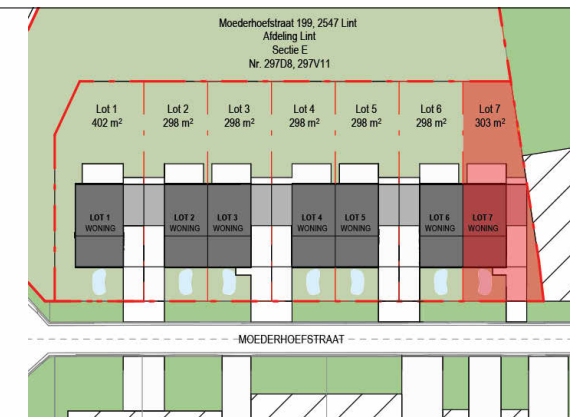 Moederhoefstraat 199, 2547 Lint
Afdeling Lint
Sectie E
Nr. 297D8, 297V11
Lot 1 Lot 2 Lot 3 Lot 4 Lot 5 Lot 6 Lot 7
402 m² 298 m² 298 m² 298 m² 298 m² 298 m² 303 m²
LOT 1 LOT 2 LOT 3 LOT 4 LOT 5 LOT 6 LOT 7
WONING WONING WONING WONING WONING WONING WONING
MOEDERHOEFSTRAAT